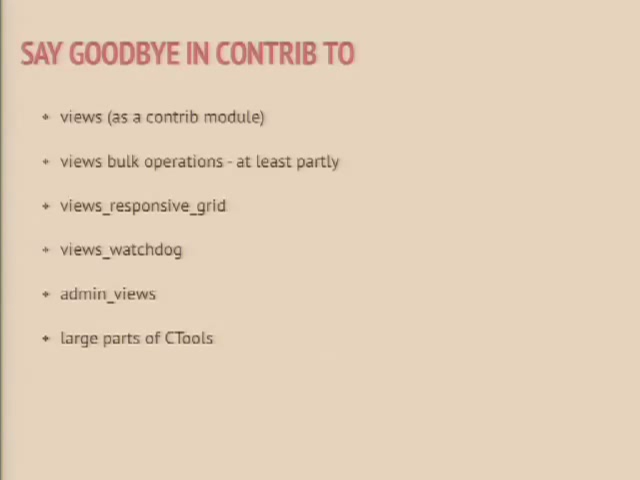 SAY GOODBYE IN CONTRIB TO
views (as a contrib module)
views bulk operations - at least partly
views_responsive_grid
views_watchdog
admin_views
large parts of CTools